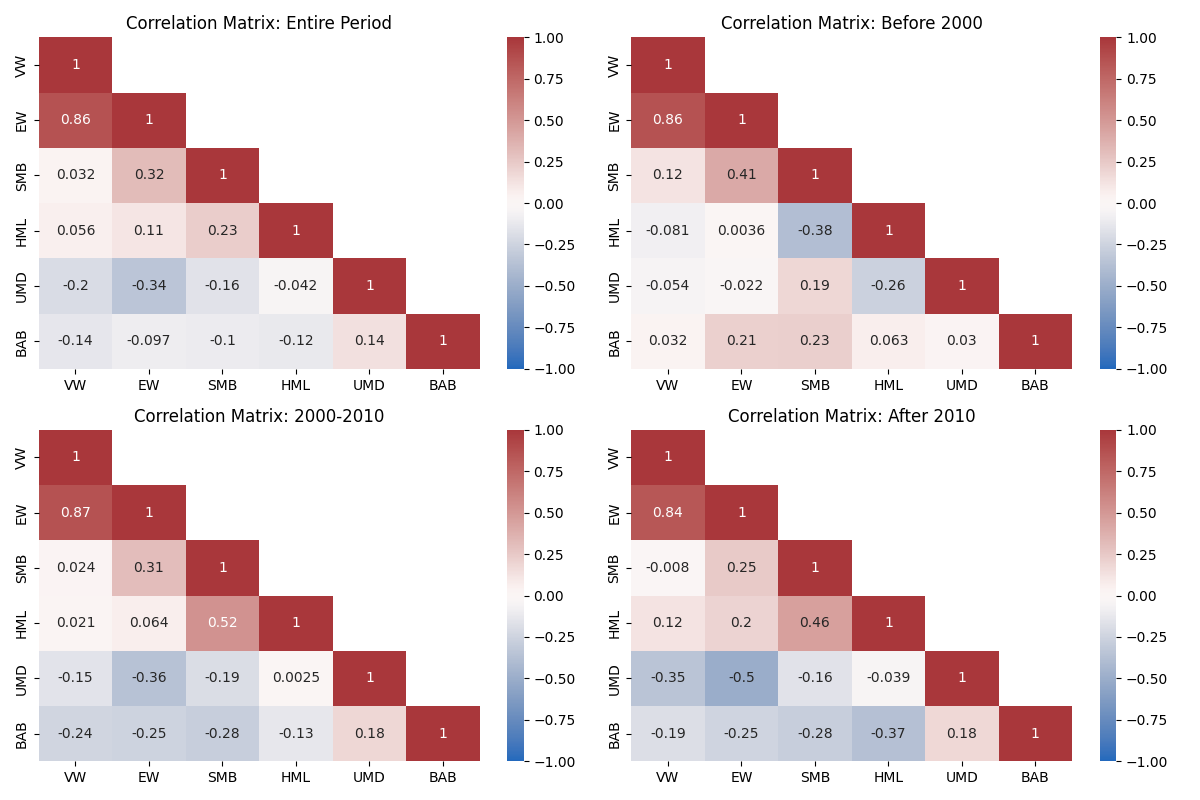 Correlation Matrix: Entire Period
VW
EW
SMB
HML
UMD
BAB
1
0.86 1
0.032 0.32 1
0.056 0.11 0.23 1
-0.2 -0.34 -0.16 -0.042 1
-0.14 -0.097 -0.1 -0.12 0.14 1
VW EW SMB HML UMD BAB
1.00
0.75
0.50
0.25
0.00
−0.25
−0.50
−0.75
−1.00
Correlation Matrix: Before 2000
VW
EW
SMB
HML
UMD
BAB
1
0.86 1
0.12 0.41 1
-0.081 0.0036 -0.38 1
-0.054 -0.022 0.19 -0.26 1
0.032 0.21 0.23 0.063 0.03 1
VW EW SMB HML UMD BAB
1.00
0.75
0.50
0.25
0.00
−0.25
−0.50
−0.75
−1.00
Correlation Matrix: 2000-2010
VW
EW
SMB
HML
UMD
BAB
1
0.87 1
0.024 0.31 1
0.021 0.064 0.52 1
-0.15 -0.36 -0.19 0.0025 1
-0.24 -0.25 -0.28 -0.13 0.18 1
VW EW SMB HML UMD BAB
1.00
0.75
0.50
0.25
0.00
−0.25
−0.50
−0.75
−1.00
Correlation Matrix: After 2010
VW
EW
SMB
HML
UMD
BAB
1
0.84 1
-0.008 0.25 1
0.12 0.2 0.46 1
-0.35 -0.5 -0.16 -0.039 1
-0.19 -0.25 -0.28 -0.37 0.18 1
VW EW SMB HML UMD BAB
1.00
0.75
0.50
0.25
0.00
−0.25
−0.50
−0.75
−1.00